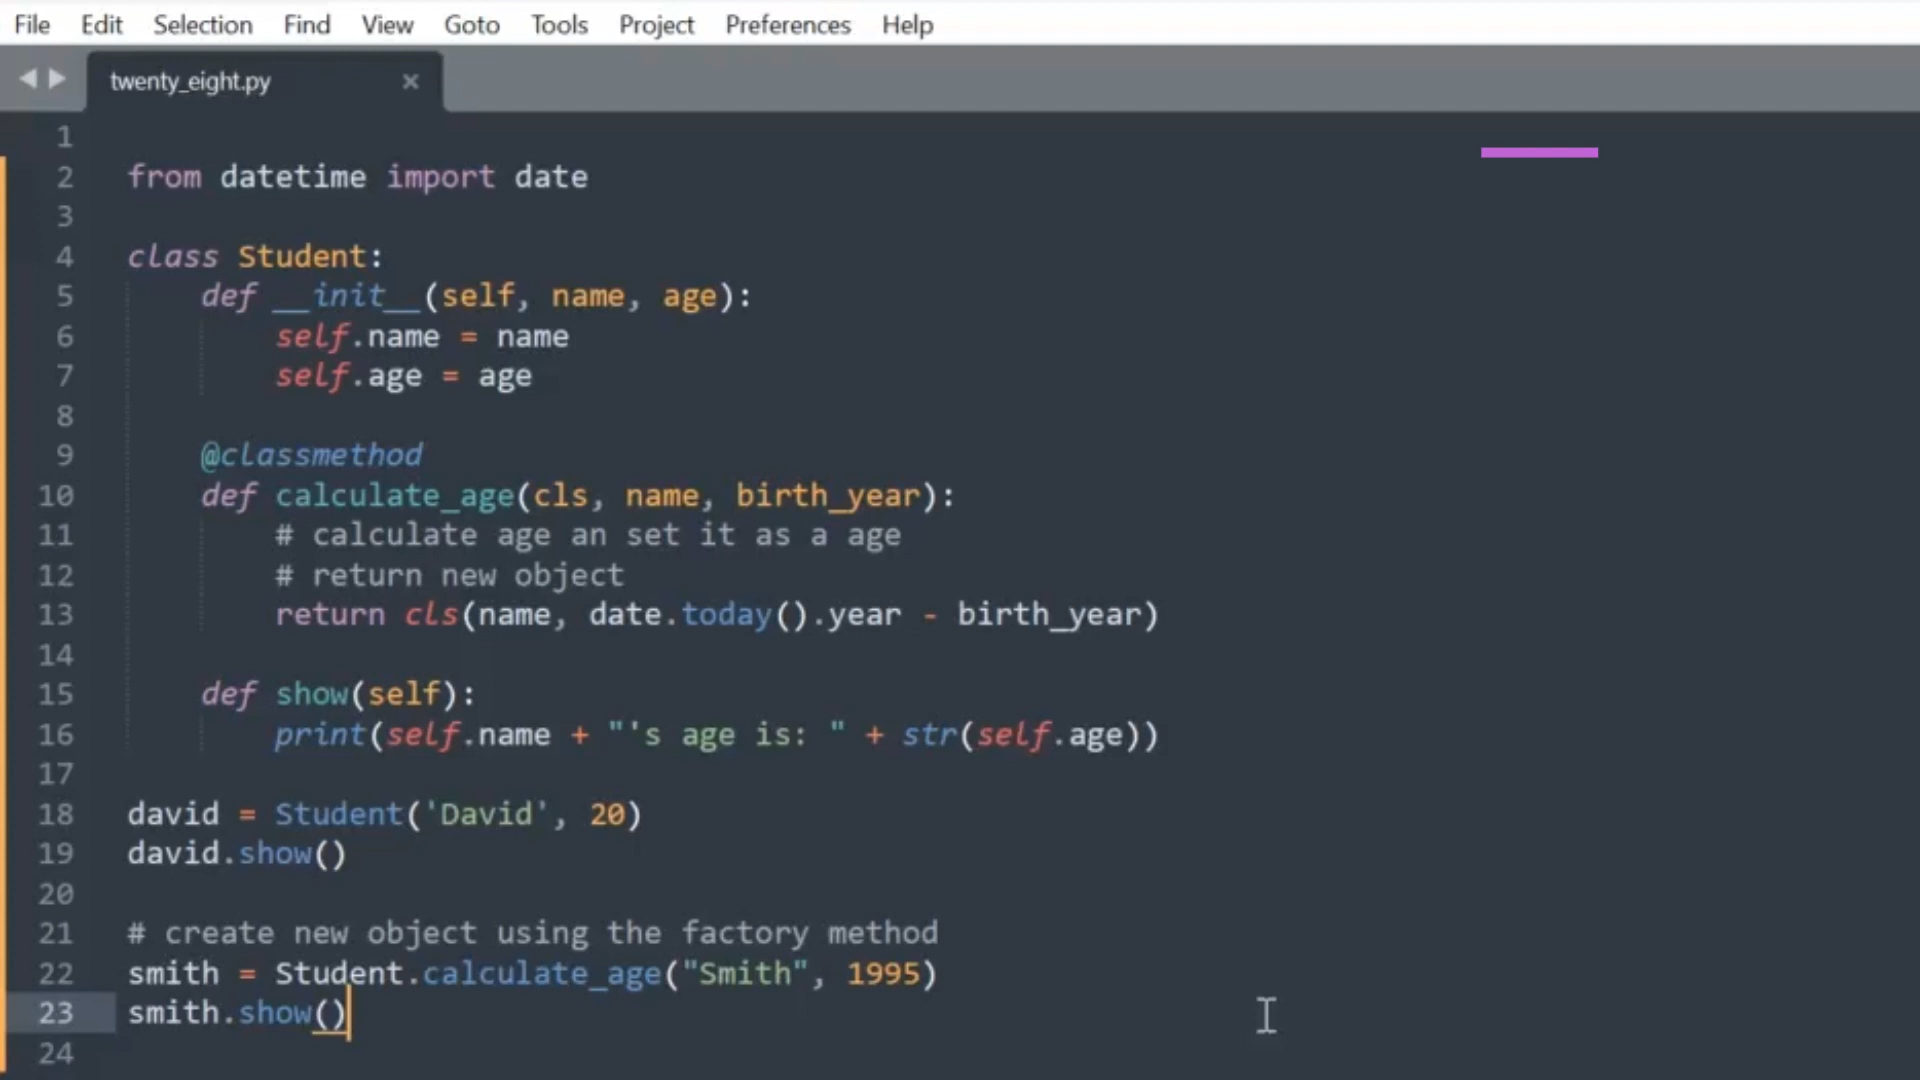 File Edit Selection Find View Goto Tools Project Preferences Help
twenty_eight.py ×
1
2 from datetime import date
3
4 class Student:
5     def __init__(self, name, age):
6         self.name = name
7         self.age = age
8
9     @classmethod
10     def calculate_age(cls, name, birth_year):
11         # calculate age an set it as a age
12         # return new object
13         return cls(name, date.today().year - birth_year)
14
15     def show(self):
16         print(self.name + "'s age is: " + str(self.age))
17
18 david = Student('David', 20)
19 david.show()
20
21 # create new object using the factory method
22 smith = Student.calculate_age("Smith", 1995)
23 smith.show()
24